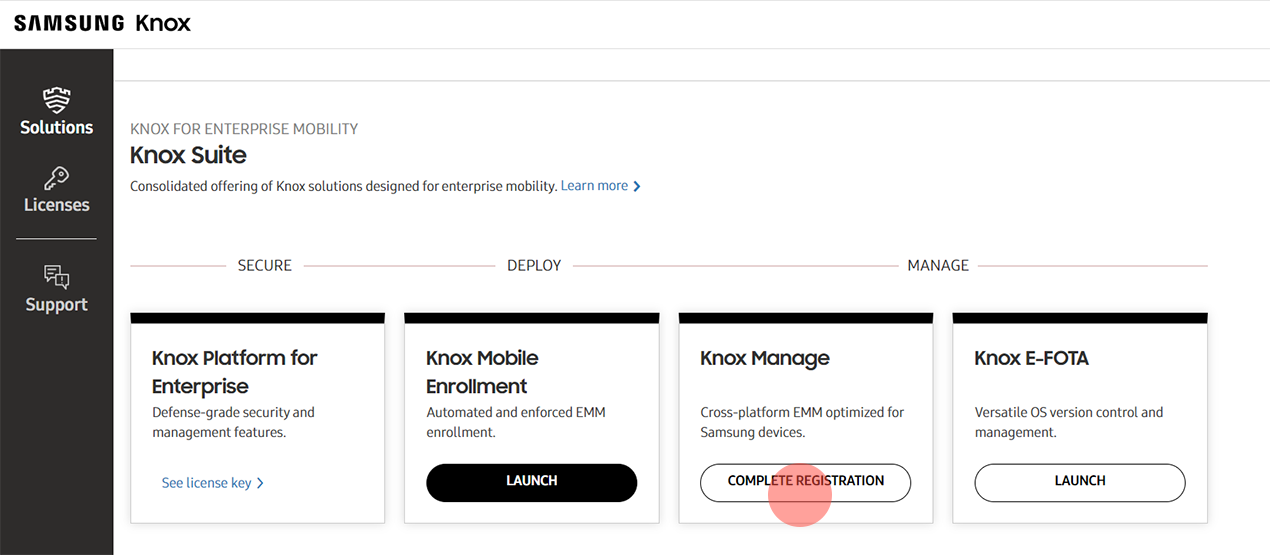 SAMSUNG Knox
Solutions
Licenses
Support
KNOX FOR ENTERPRISE MOBILITY
Knox Suite
Consolidated offering of Knox solutions designed for enterprise mobility. Learn more
SECURE
DEPLOY
MANAGE
Knox Platform for
Enterprise
Defense-grade security and
management features.
See license key
Knox Mobile
Enrollment
Automated and enforced EMM
enrollment.
LAUNCH
Knox Manage
Cross-platform EMM optimized for
Samsung devices.
COMPLETE REGISTRATION
Knox E-FOTA
Versatile OS version control and
management.
LAUNCH